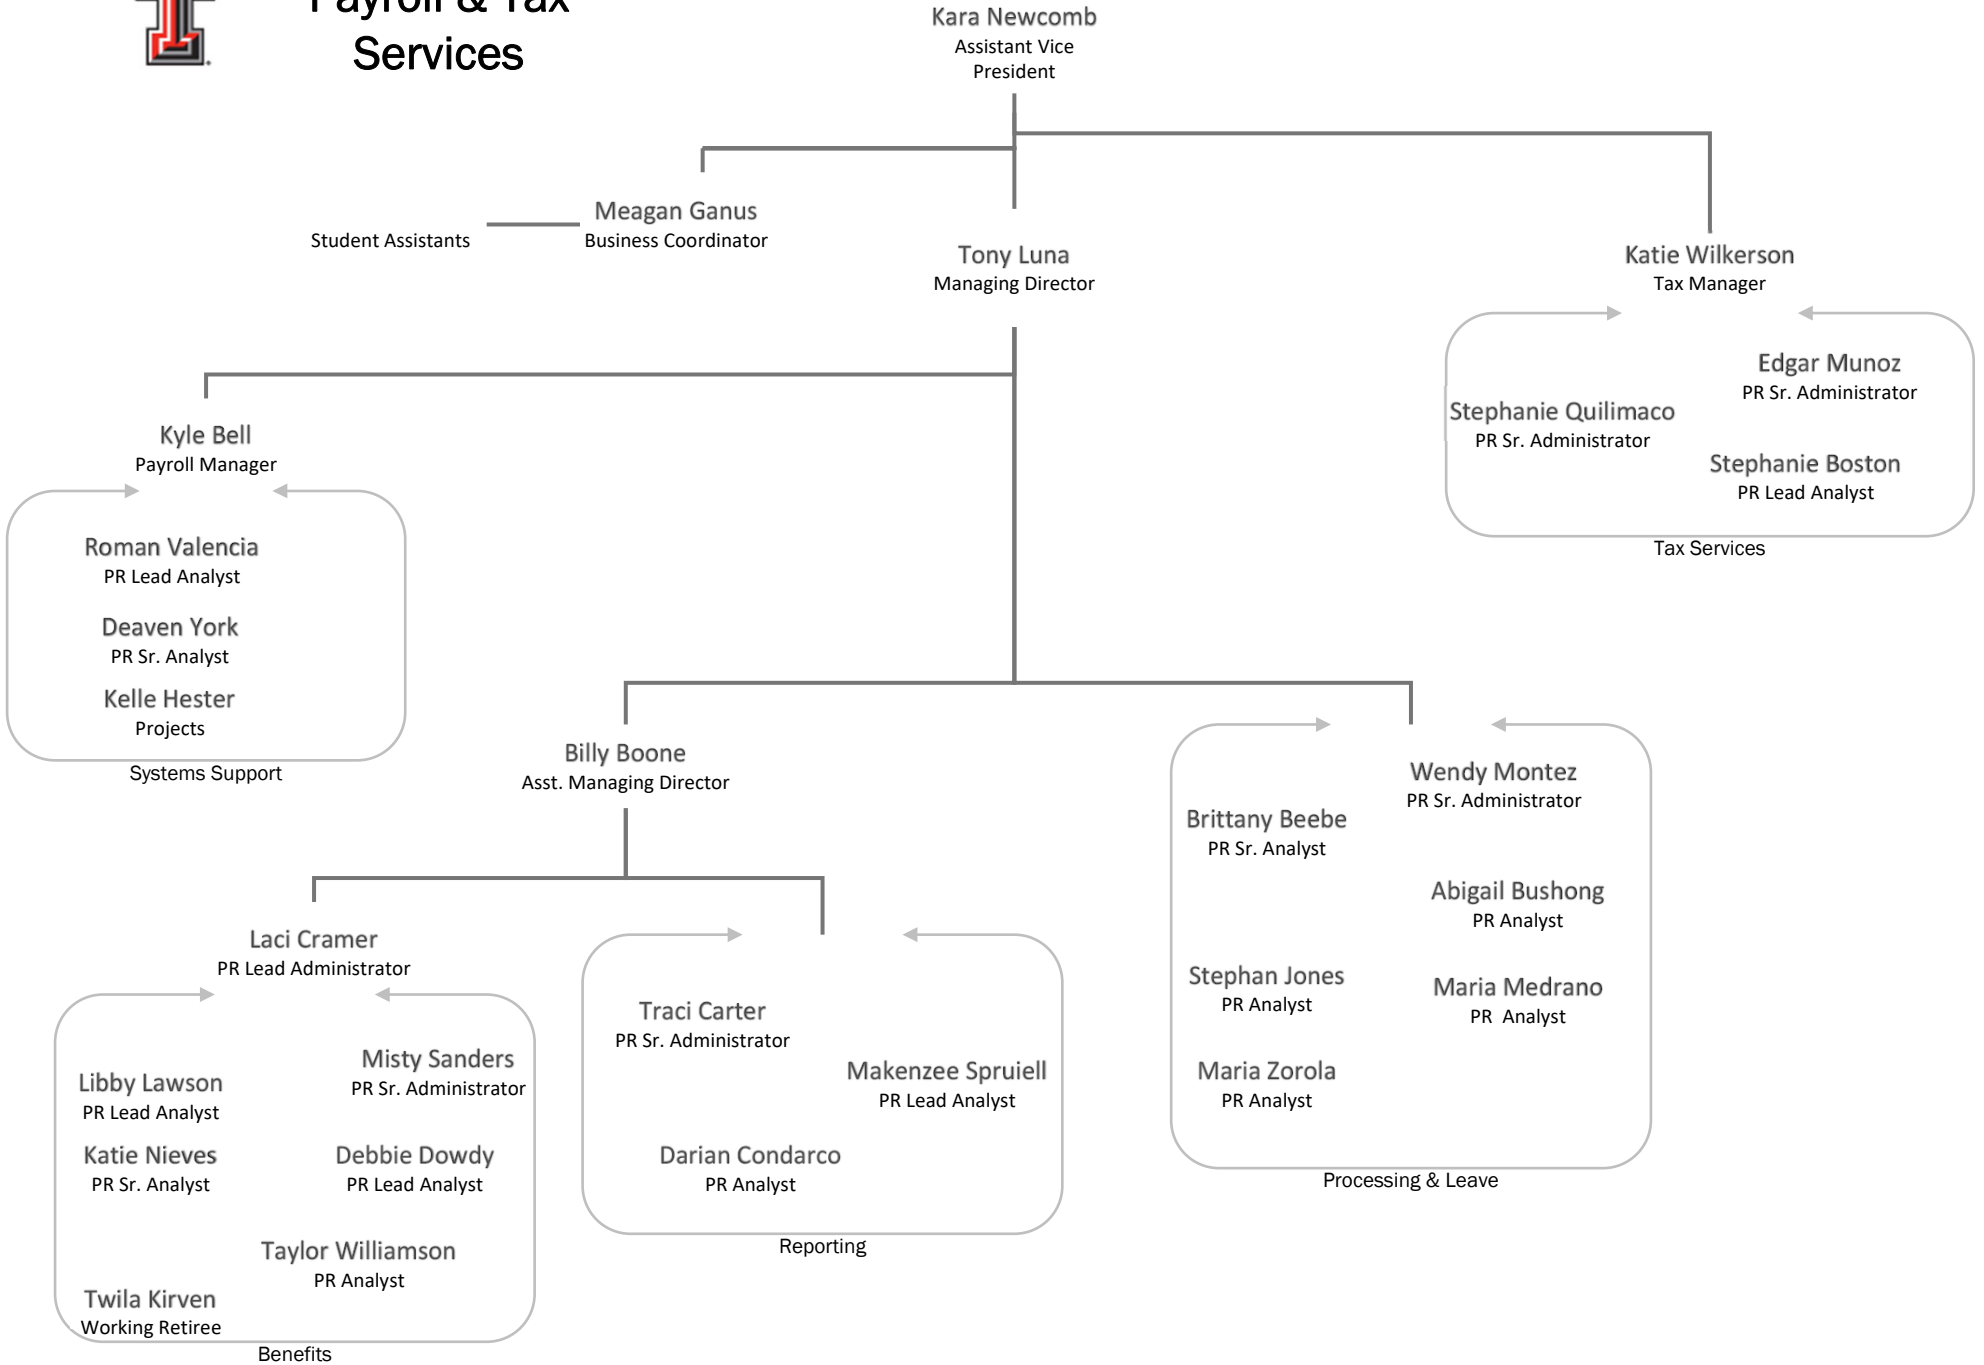 Payroll & Tax
Services
Kara Newcomb
Assistant Vice
President
Meagan Ganus
Business Coordinator
Student Assistants
Tony Luna
Managing Director
Katie Wilkerson
Tax Manager
Edgar Munoz
PR Sr. Administrator
Stephanie Quilimaco
PR Sr. Administrator
Stephanie Boston
PR Lead Analyst
Tax Services
Kyle Bell
Payroll Manager
Roman Valencia
PR Lead Analyst
Deaven York
PR Sr. Analyst
Kelle Hester
Projects
Systems Support
Billy Boone
Asst. Managing Director
Wendy Montez
PR Sr. Administrator
Brittany Beebe
PR Sr. Analyst
Abigail Bushong
PR Analyst
Stephan Jones
PR Analyst
Maria Medrano
PR  Analyst
Maria Zorola
PR Analyst
Processing & Leave
Laci Cramer
PR Lead Administrator
Misty Sanders
PR Sr. Administrator
Libby Lawson
PR Lead Analyst
Katie Nieves
PR Sr. Analyst
Debbie Dowdy
PR Lead Analyst
Taylor Williamson
PR Analyst
Twila Kirven
Working Retiree
Benefits
Traci Carter
PR Sr. Administrator
Makenzee Spruiell
PR Lead Analyst
Darian Condarco
PR Analyst
Reporting